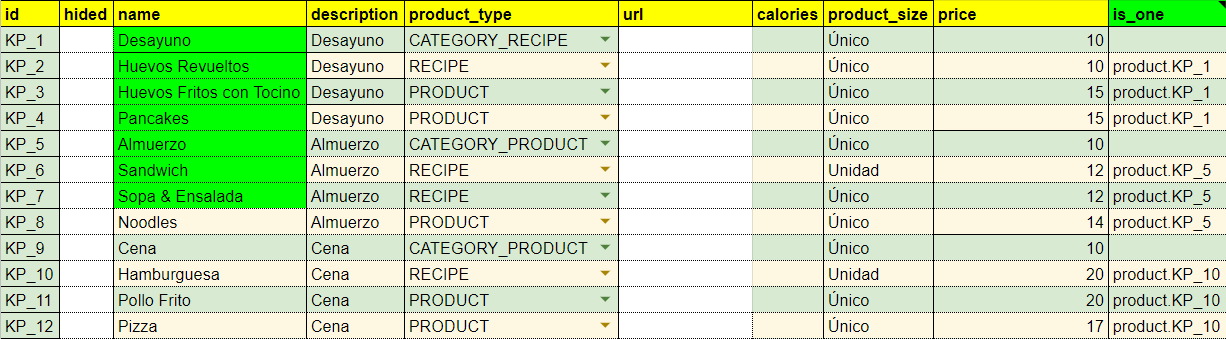 id hided name description product_type url calories product_size price is_one
KP_1 Desayuno Desayuno CATEGORY_RECIPE Único 10
KP_2 Huevos Revueltos Desayuno RECIPE Único 10 product.KP_1
KP_3 Huevos Fritos con Tocino Desayuno PRODUCT Único 15 product.KP_1
KP_4 Pancakes Desayuno PRODUCT Único 15 product.KP_1
KP_5 Almuerzo Almuerzo CATEGORY_PRODUCT Único 10
KP_6 Sandwich Almuerzo RECIPE Unidad 12 product.KP_5
KP_7 Sopa & Ensalada Almuerzo RECIPE Único 12 product.KP_5
KP_8 Noodles Almuerzo PRODUCT Único 14 product.KP_5
KP_9 Cena Cena CATEGORY_PRODUCT Único 10
KP_10 Hamburguesa Cena RECIPE Unidad 20 product.KP_10
KP_11 Pollo Frito Cena PRODUCT Único 20 product.KP_10
KP_12 Pizza Cena PRODUCT Único 17 product.KP_10